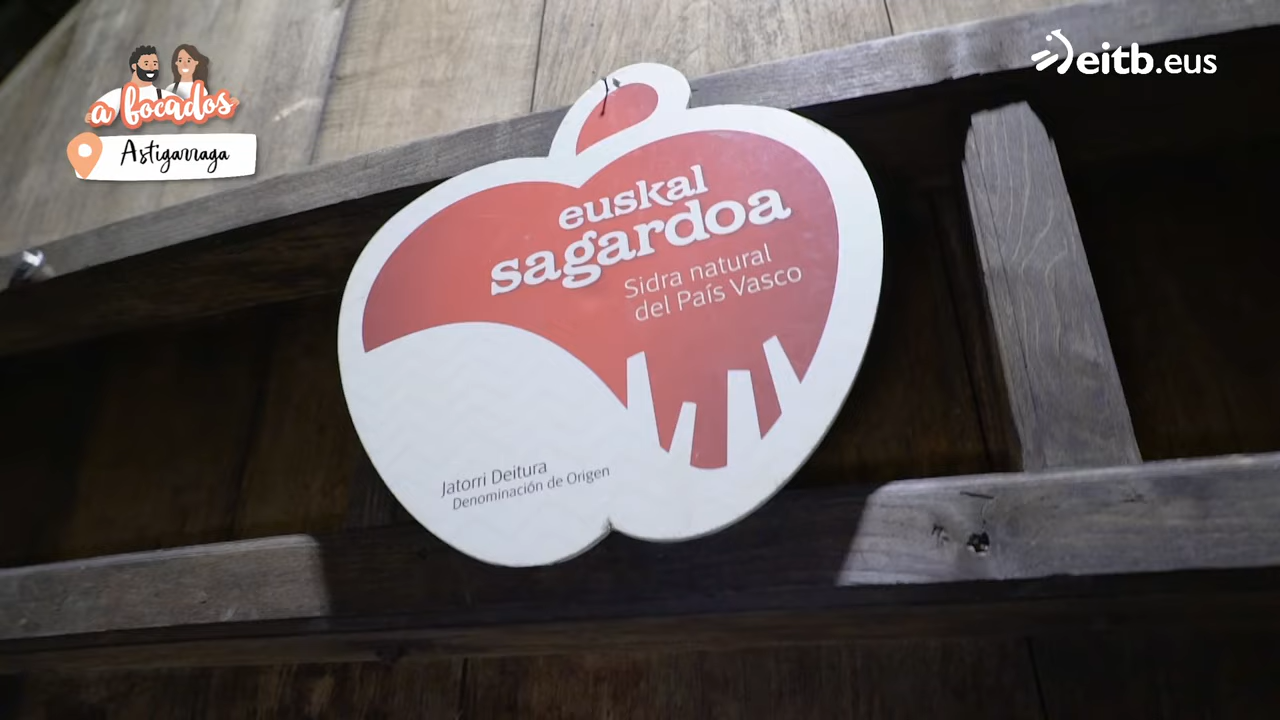 a bocados
Astigarraga
eitb.eus
euskal
sagardoa
Sidra natural
del País Vasco
Jatorri Deitura
Denominación de Origen